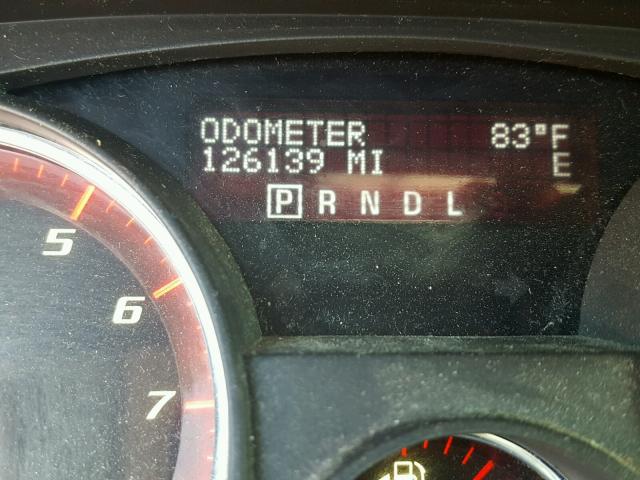 ODOMETER 83°F
126139 MI E
P R N D L
5
6
7